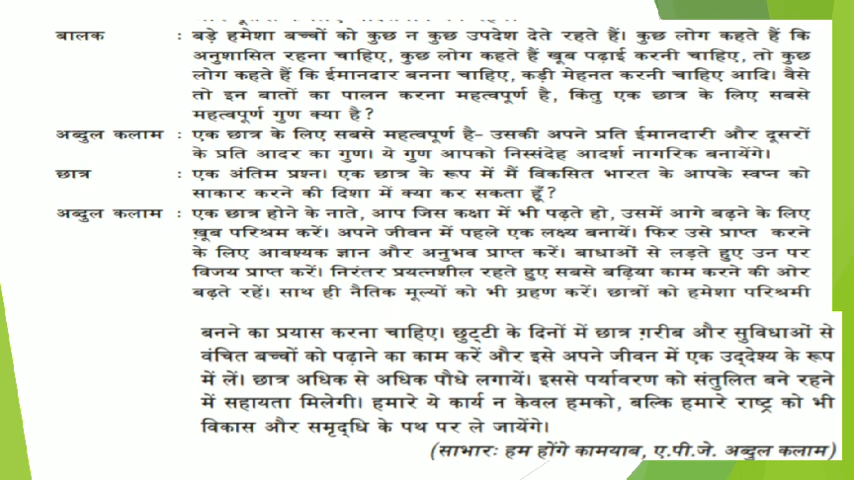 बालक : बड़े हमेशा बच्चों को कुछ न कुछ उपदेश देते रहते हैं। कुछ लोग कहते हैं कि
अनुशासित रहना चाहिए, कुछ लोग कहते हैं खूब पढ़ाई करनी चाहिए, तो कुछ
लोग कहते हैं कि ईमानदार बनना चाहिए, कड़ी मेहनत करनी चाहिए आदि। वैसे
तो इन बातों का पालन करना महत्वपूर्ण है, किंतु एक छात्र के लिए सबसे
महत्वपूर्ण गुण क्या है?
अब्दुल कलाम : एक छात्र के लिए सबसे महत्वपूर्ण है- उसकी अपने प्रति ईमानदारी और दूसरों
के प्रति आदर का गुण। ये गुण आपको निस्संदेह आदर्श नागरिक बनायेंगे।
छात्र : एक अंतिम प्रश्न। एक छात्र के रूप में मैं विकसित भारत के आपके स्वप्न को
साकार करने की दिशा में क्या कर सकता हूँ?
अब्दुल कलाम : एक छात्र होने के नाते, आप जिस कक्षा में भी पढ़ते हो, उसमें आगे बढ़ने के लिए
ख़ूब परिश्रम करें। अपने जीवन में पहले एक लक्ष्य बनायें। फिर उसे प्राप्त करने
के लिए आवश्यक ज्ञान और अनुभव प्राप्त करें। बाधाओं से लड़ते हुए उन पर
विजय प्राप्त करें। निरंतर प्रयत्नशील रहते हुए सबसे बढ़िया काम करने की ओर
बढ़ते रहें। साथ ही नैतिक मूल्यों को भी ग्रहण करें। छात्रों को हमेशा परिश्रमी
बनने का प्रयास करना चाहिए। छुट्टी के दिनों में छात्र ग़रीब और सुविधाओं से
वंचित बच्चों को पढ़ाने का काम करें और इसे अपने जीवन में एक उद्देश्य के रूप
में लें। छात्र अधिक से अधिक पौधे लगायें। इससे पर्यावरण को संतुलित बने रहने
में सहायता मिलेगी। हमारे ये कार्य न केवल हमको, बल्कि हमारे राष्ट्र को भी
विकास और समृद्धि के पथ पर ले जायेंगे।
(साभारः हम होंगे कामयाब, ए.पी.जे. अब्दुल कलाम)